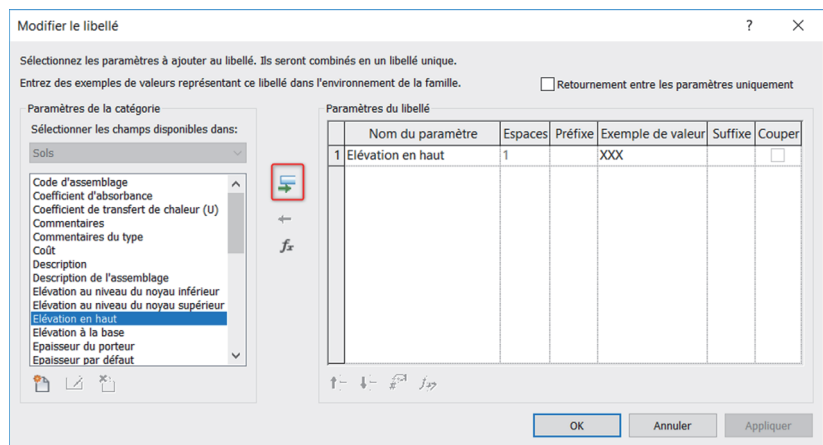 Modifier le libellé
?
Sélectionnez les paramètres à ajouter au libellé. Ils seront combinés en un libellé unique.
Entrez des exemples de valeurs représentant ce libellé dans l'environnement de la famille.
Retournement entre les paramètres uniquement
Paramètres de la catégorie
Sélectionner les champs disponibles dans:
Sols
Code d'assemblage
Coefficient d'absorbance
Coefficient de transfert de chaleur (U)
Commentaires
Commentaires du type
Coût
Description
Description de l'assemblage
Elévation au niveau du noyau inférieur
Elévation au niveau du noyau supérieur
Elévation en haut
Elévation à la base
Epaisseur du porteur
Epaisseur par défaut
fx
Paramètres du libellé
Nom du paramètre Espaces Préfixe Exemple de valeur Suffixe Couper
1 Elévation en haut 1 XXX
OK Annuler Appliquer